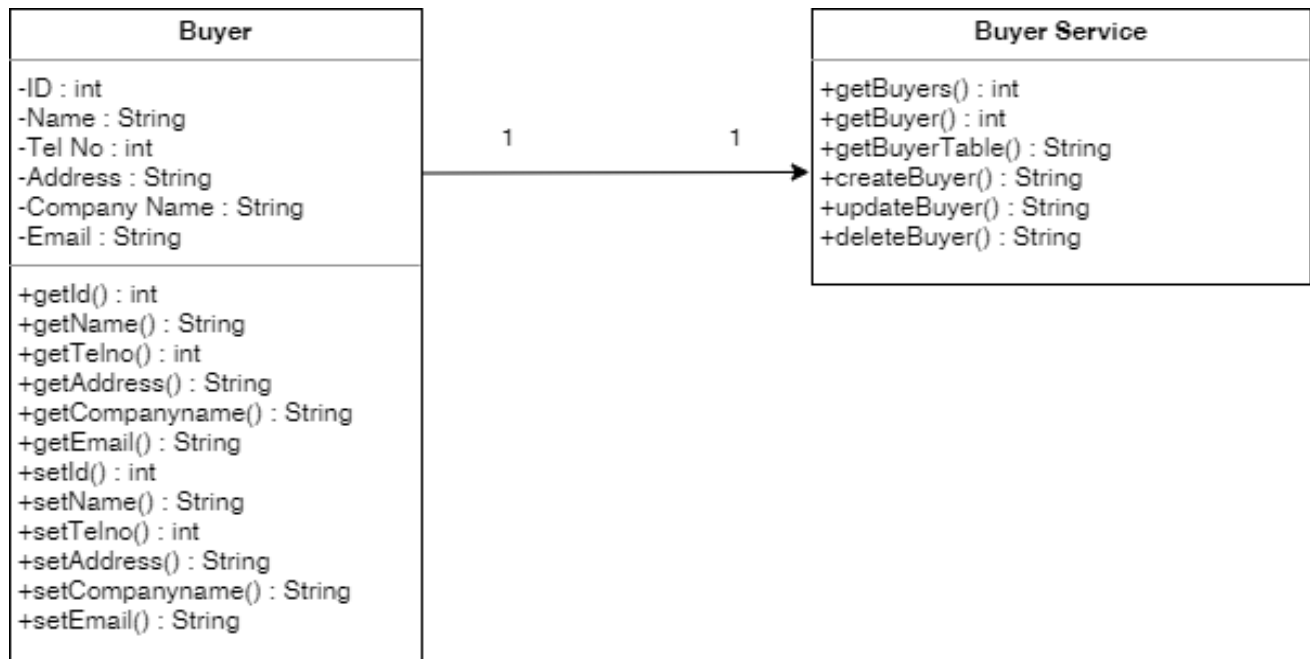 Buyer
-ID : int
-Name : String
-Tel No : int
-Address : String
-Company Name : String
-Email : String
+getId() : int
+getName() : String
+getTelno() : int
+getAddress() : String
+getCompanyname() : String
+getEmail() : String
+setId() : int
+setName() : String
+setTelno() : int
+setAddress() : String
+setCompanyname() : String
+setEmail() : String
1
1
Buyer Service
+getBuyers() : int
+getBuyer() : int
+getBuyerTable() : String
+createBuyer() : String
+updateBuyer() : String
+deleteBuyer() : String